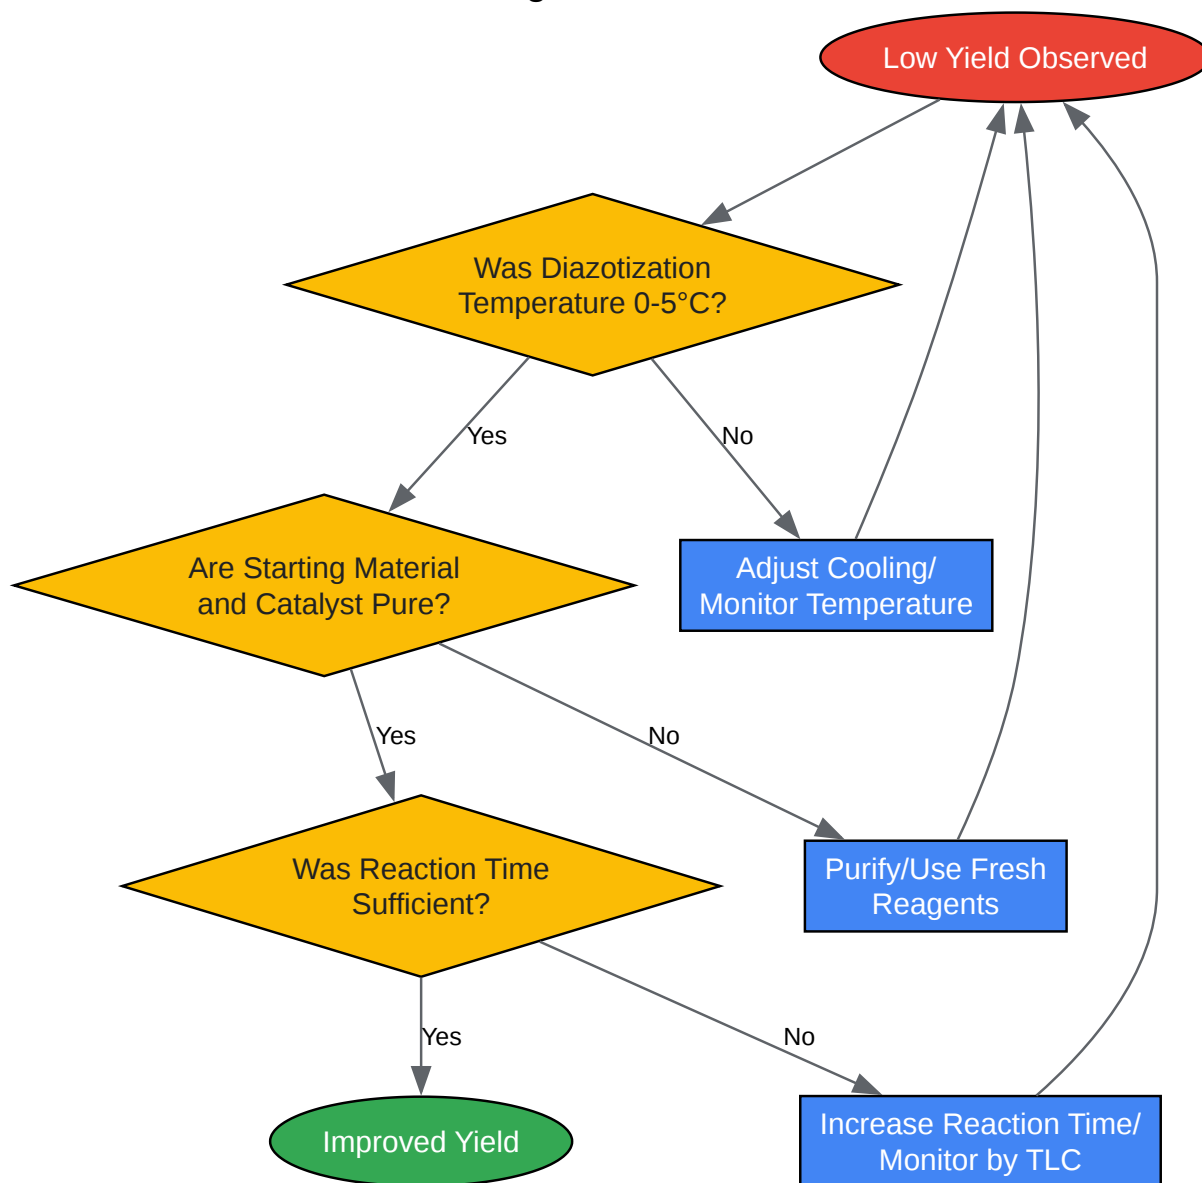 Low Yield Observed
Was Diazotization
Temperature 0-5°C?
Yes
No
Are Starting Material
and Catalyst Pure?
Adjust Cooling/
Monitor Temperature
Yes
No
Was Reaction Time
Sufficient?
Purify/Use Fresh
Reagents
Yes
No
Improved Yield
Increase Reaction Time/
Monitor by TLC